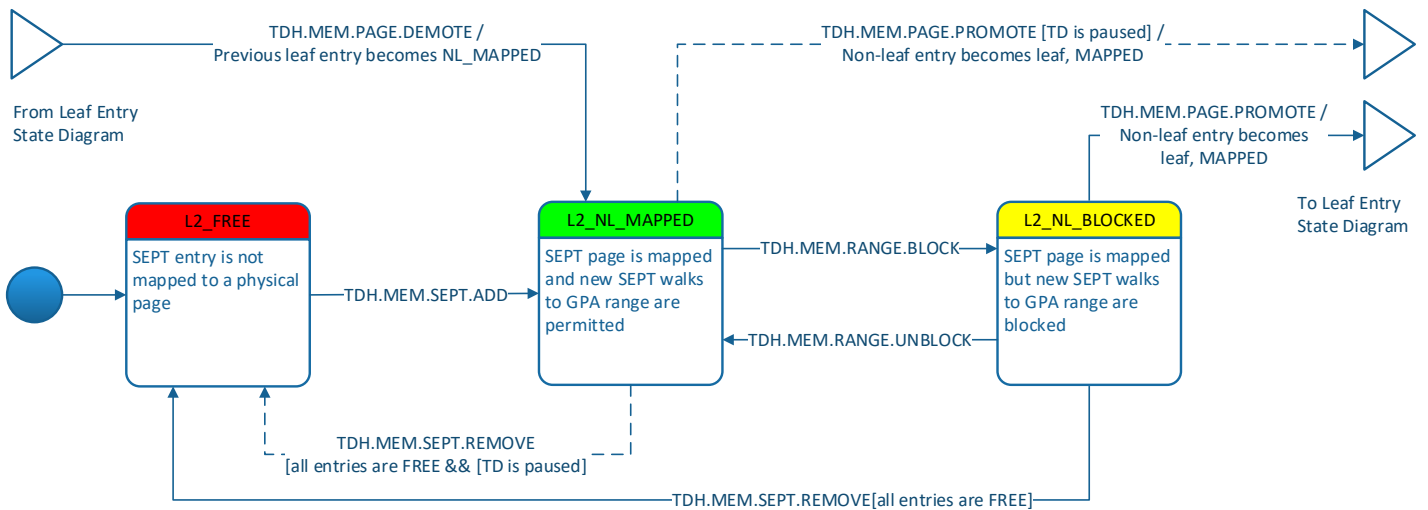 TDH.MEM.PAGE.DEMOTE /
Previous leaf entry becomes NL_MAPPED
TDH.MEM.PAGE.PROMOTE [TD is paused] /
Non-leaf entry becomes leaf, MAPPED
From Leaf Entry
State Diagram
TDH.MEM.PAGE.PROMOTE /
Non-leaf entry becomes
leaf, MAPPED
To Leaf Entry
State Diagram
L2_FREE
SEPT entry is not
mapped to a physical
page
TDH.MEM.SEPT.ADD
L2_NL_MAPPED
SEPT page is mapped
and new SEPT walks
to GPA range are
permitted
TDH.MEM.RANGE.BLOCK
TDH.MEM.RANGE.UNBLOCK
L2_NL_BLOCKED
SEPT page is mapped
but new SEPT walks
to GPA range are
blocked
TDH.MEM.SEPT.REMOVE
[all entries are FREE && [TD is paused]
TDH.MEM.SEPT.REMOVE[all entries are FREE]